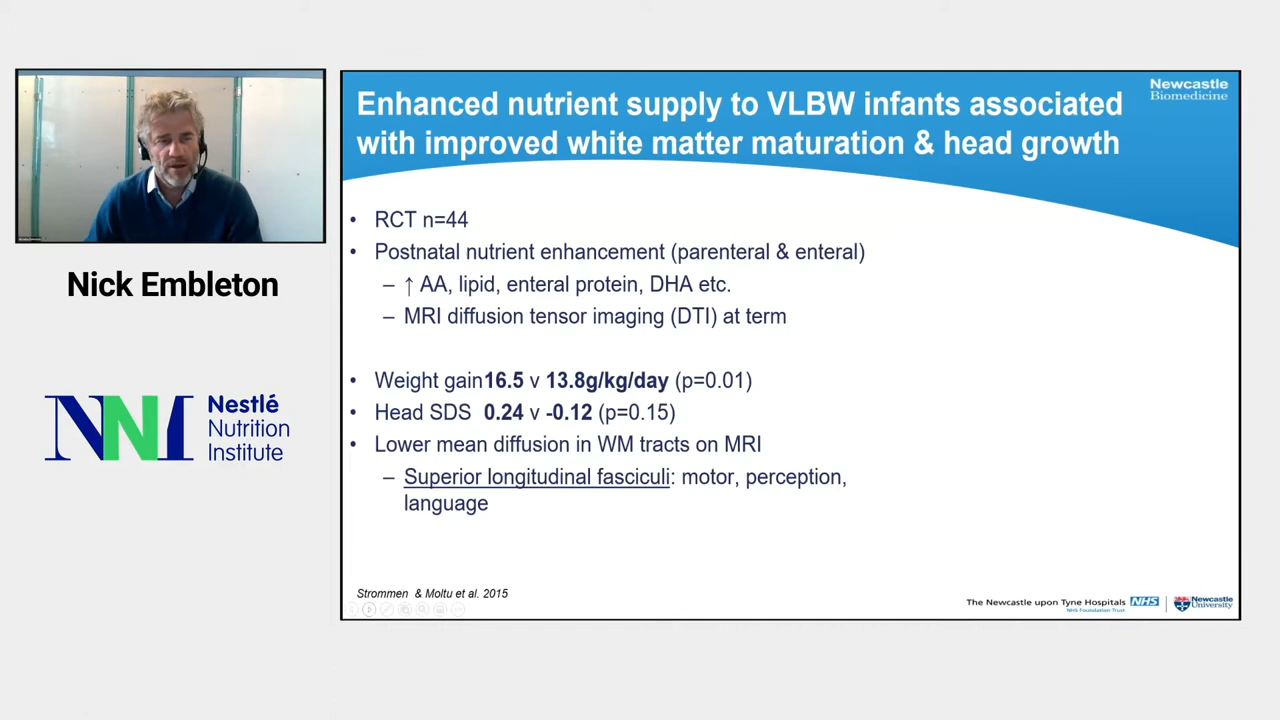 Newcastle
Biomedicine
Enhanced nutrient supply to VLBW infants associated
with improved white matter maturation & head growth
• RCT n=44
• Postnatal nutrient enhancement (parenteral & enteral)
– ↑ AA, lipid, enteral protein, DHA etc.
– MRI diffusion tensor imaging (DTI) at term
• Weight gain16.5 v 13.8g/kg/day (p=0.01)
• Head SDS 0.24 v -0.12 (p=0.15)
• Lower mean diffusion in WM tracts on MRI
– Superior longitudinal fasciculi: motor, perception,
language
Strommen & Moltu et al. 2015
The Newcastle upon Tyne Hospitals NHS
NHS Foundation Trust
Newcastle
University
Nick Embleton
NNI
Nestlé
Nutrition
Institute